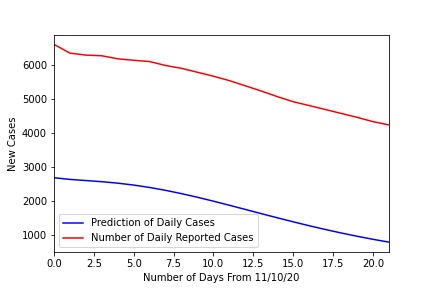 6000
5000
4000
3000
2000
1000
New Cases
Prediction of Daily Cases
Number of Daily Reported Cases
0.0 2.5 5.0 7.5 10.0 12.5 15.0 17.5 20.0
Number of Days From 11/10/20